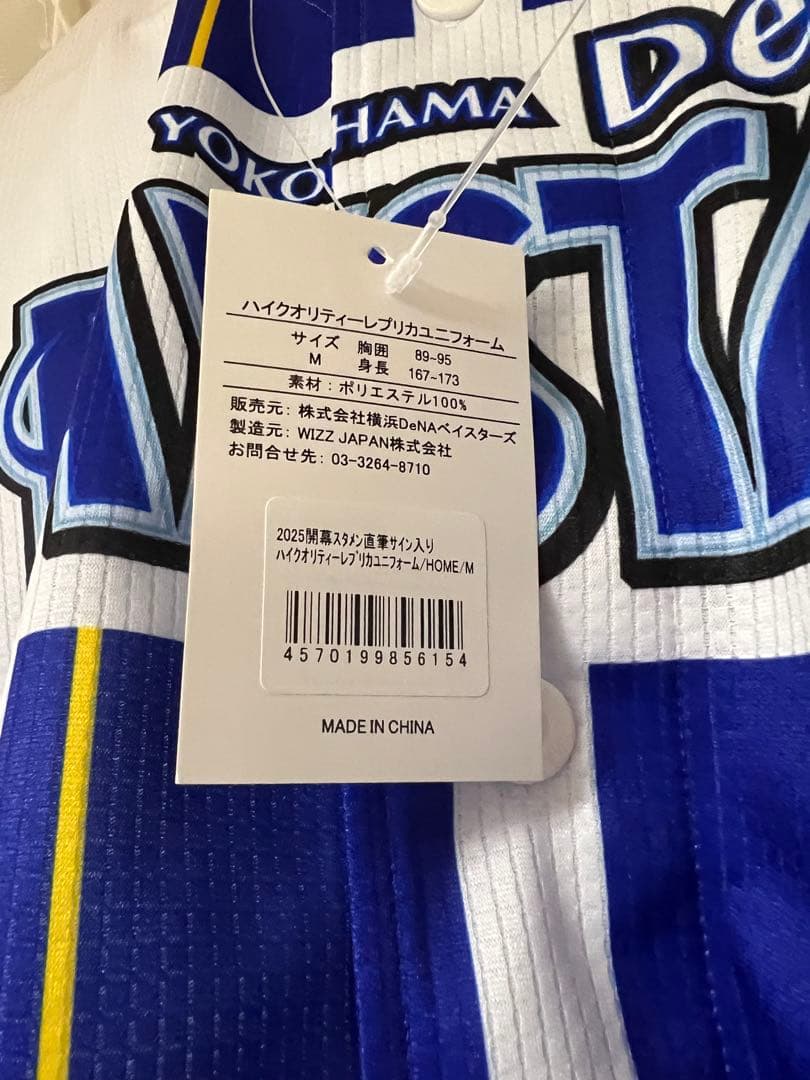 De
YOKO HAMA
ハイクオリティーレプリカユニフォーム
サイズ 胸囲 89~95
M 身長 167~173
素材:ポリエステル100%
販売元:株式会社横浜DeNAベイスターズ
製造元:WIZZ JAPAN株式会社
お問合せ先:03-3264-8710
2025開幕スタメン直筆サイン入り
ハイクオリティーレプリカユニフォーム/HOME/M
4570199856154
MADE IN CHINA